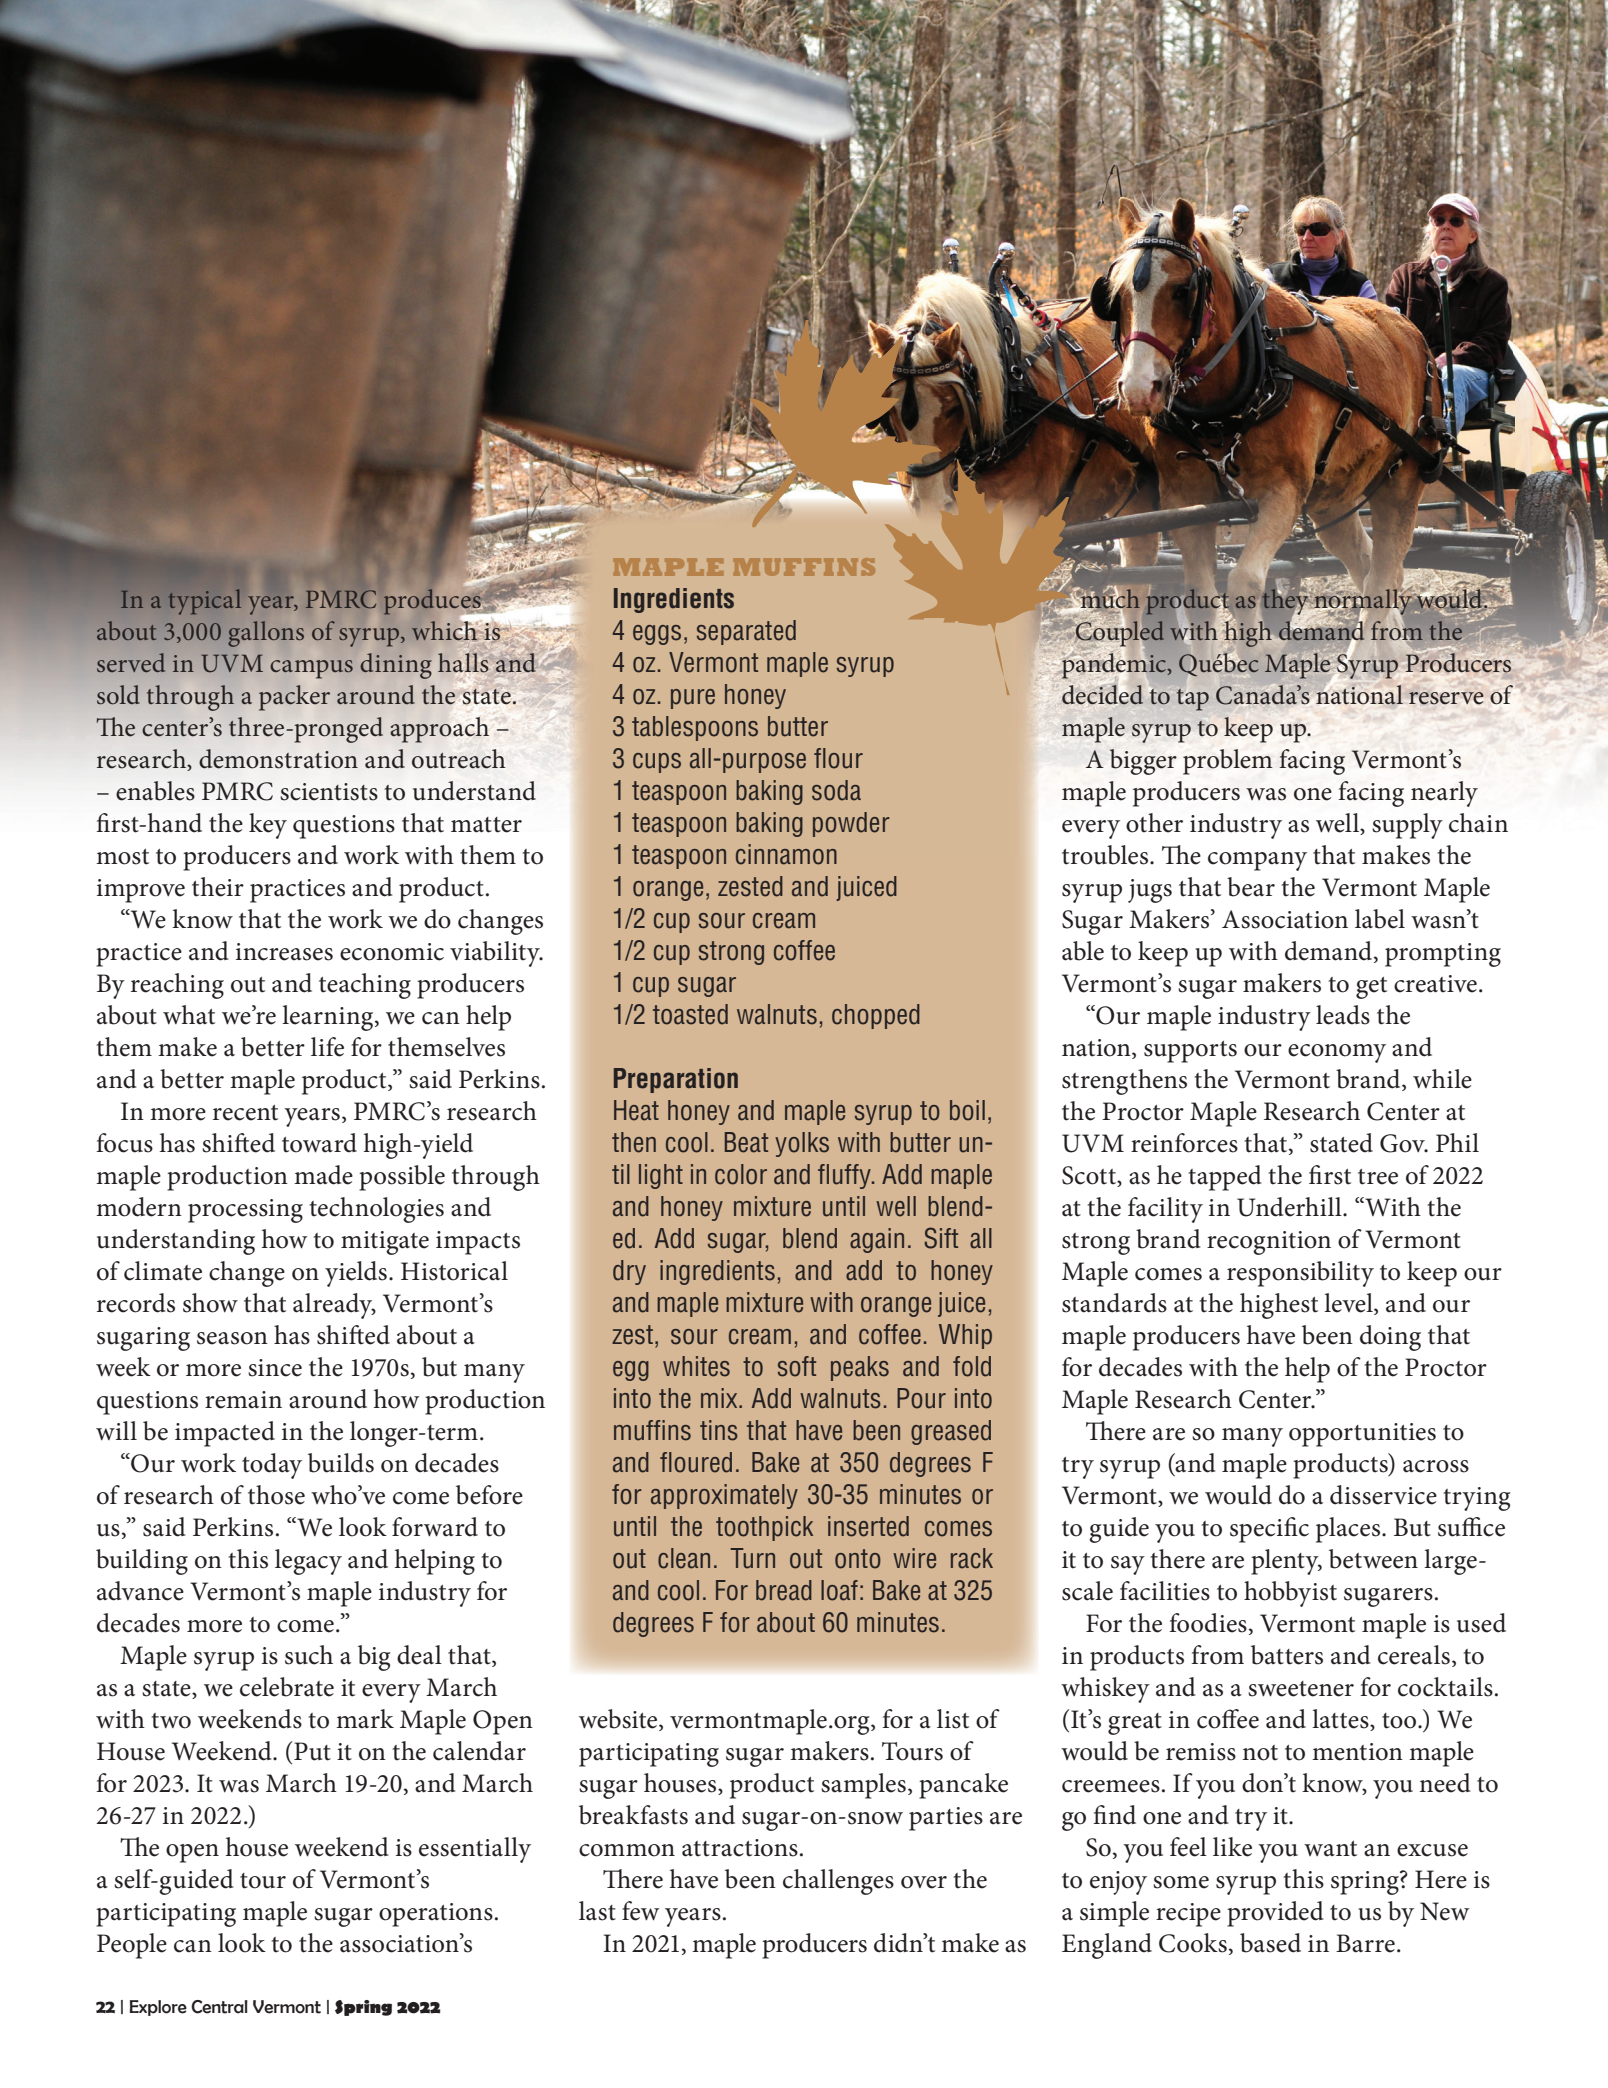 In a typical year, PMRC produces
about 3,000 gallons of syrup, which is
served in UVM campus dining halls and
sold through a packer around the state.
The center's three-pronged approach –
research, demonstration and outreach
– enables PMRC scientists to understand
first-hand the key questions that matter
most to producers and work with them to
improve their practices and product.
“We know that the work we do changes
practice and increases economic viability.
By reaching out and teaching producers
about what we’re learning, we can help
them make a better life for themselves
and a better maple product,” said Perkins.
In more recent years, PMRC’s research
focus has shifted toward high-yield
maple production made possible through
modern processing technologies and
understanding how to mitigate impacts
of climate change on yields. Historical
records show that already, Vermont’s
sugaring season has shifted about a
week or more since the 1970s, but many
questions remain around how production
will be impacted in the longer-term.
“Our work today builds on decades
of research of those who’ve come before
us,” said Perkins. “We look forward to
building on this legacy and helping to
advance Vermont’s maple industry for
decades more to come.”
Maple syrup is such a big deal that,
as a state, we celebrate it every March
with two weekends to mark Maple Open
House Weekend. (Put it on the calendar
for 2023. It was March 19-20, and March
26-27 in 2022.)
The open house weekend is essentially
a self-guided tour of Vermont’s
participating maple sugar operations.
People can look to the association’s
MAPLE MUFFINS
Ingredients
4 eggs, separated
4 oz. Vermont maple syrup
4 oz. pure honey
3 tablespoons butter
3 cups all-purpose flour
1 teaspoon baking soda
1 teaspoon baking powder
1 teaspoon cinnamon
1 orange, zested and juiced
1/2 cup sour cream
1/2 cup strong coffee
1 cup sugar
1/2 toasted walnuts, chopped
Preparation
Heat honey and maple syrup to boil,
then cool. Beat yolks with butter un-
til light in color and fluffy. Add maple
and honey mixture until well blend-
ed. Add sugar, blend again. Sift all
dry ingredients, and add to honey
and maple mixture with orange juice,
zest, sour cream, and coffee. Whip
egg whites to soft peaks and fold
into the mix. Add walnuts. Pour into
muffins tins that have been greased
and floured. Bake at 350 degrees F
for approximately 30-35 minutes or
until the toothpick inserted comes
out clean. Turn out onto wire rack
and cool. For bread loaf: Bake at 325
degrees F for about 60 minutes.
website, vermontmaple.org, for a list of
participating sugar makers. Tours of
sugar houses, product samples, pancake
breakfasts and sugar-on-snow parties are
common attractions.
There have been challenges over the
last few years.
In 2021, maple producers didn’t make as
much product as they normally would.
Coupled with high demand from the
pandemic, Québec Maple Syrup Producers
decided to tap Canada’s national reserve of
maple syrup to keep up.
A bigger problem facing Vermont’s
maple producers was one facing nearly
every other industry as well, supply chain
troubles. The company that makes the
syrup jugs that bear the Vermont Maple
Sugar Makers’ Association label wasn’t
able to keep up with demand, prompting
Vermont’s sugar makers to get creative.
“Our maple industry leads the
nation, supports our economy and
strengthens the Vermont brand, while
the Proctor Maple Research Center at
UVM reinforces that,” stated Gov. Phil
Scott, as he tapped the first tree of 2022
at the facility in Underhill. “With the
strong brand recognition of Vermont
Maple comes a responsibility to keep our
standards at the highest level, and our
maple producers have been doing that
for decades with the help of the Proctor
Maple Research Center.”
There are so many opportunities to
try syrup (and maple products) across
Vermont, we would do a disservice trying
to guide you to specific places. But suffice
it to say there are plenty, between large-
scale facilities to hobbyist sugarers.
For the foodies, Vermont maple is used
in products from batters and cereals, to
whiskey and as a sweetener for cocktails.
(It’s great in coffee and lattes, too.) We
would be remiss not to mention maple
creemees. If you don’t know, you need to
go find one and try it.
So, you feel like you want an excuse
to enjoy some syrup this spring? Here is
a simple recipe provided to us by New
England Cooks, based in Barre.
22 | Explore Central Vermont | Spring 2022